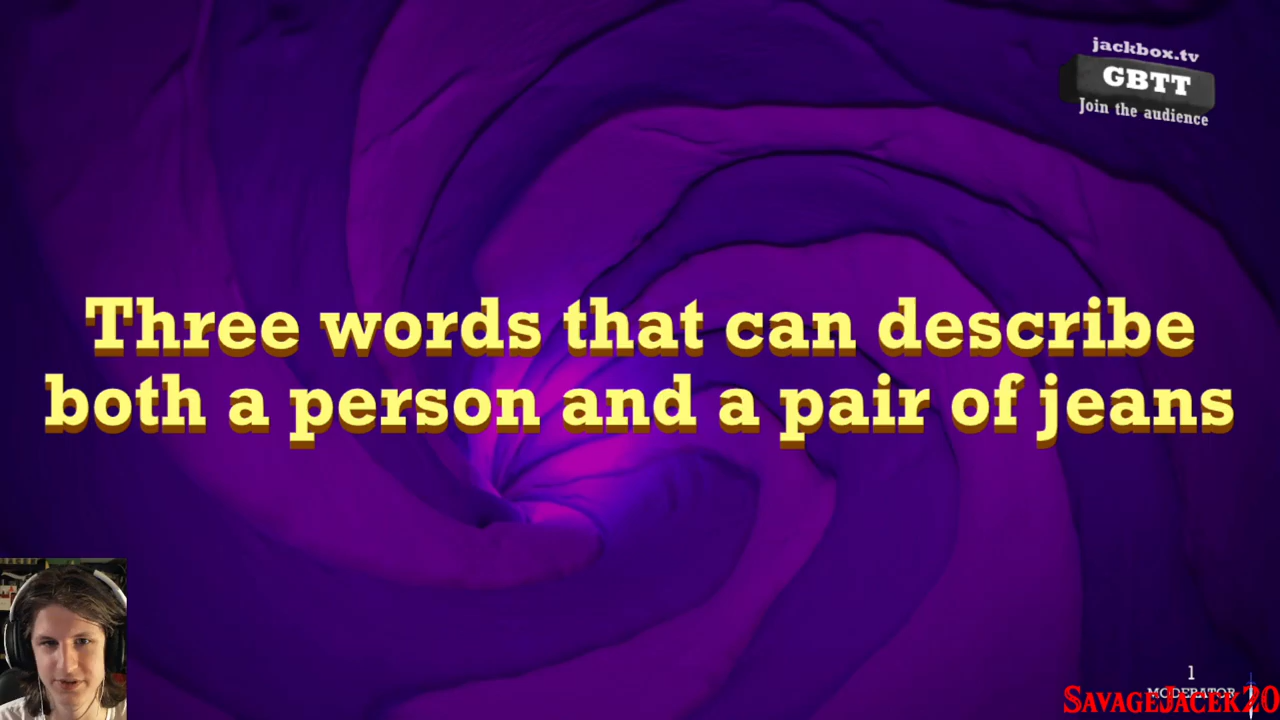 jackbox.tv
GBTT
Join the audience
Three words that can describe
both a person and a pair of jeans
1
MODERATOR
SavageJacek20